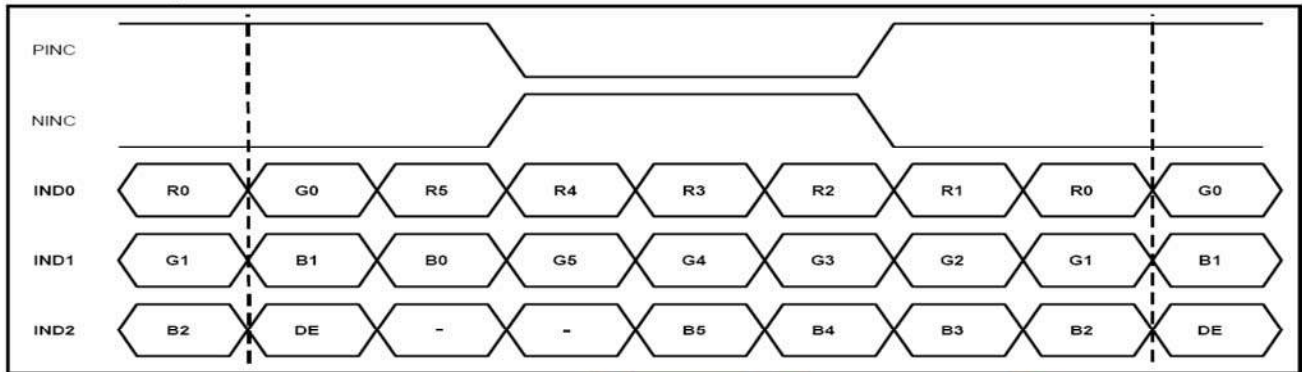 PINC
NINC
IND0 R0 G0 R5 R4 R3 R2 R1 R0 G0
IND1 G1 B1 B0 G5 G4 G3 G2 G1 B1
IND2 B2 DE - - B5 B4 B3 B2 DE